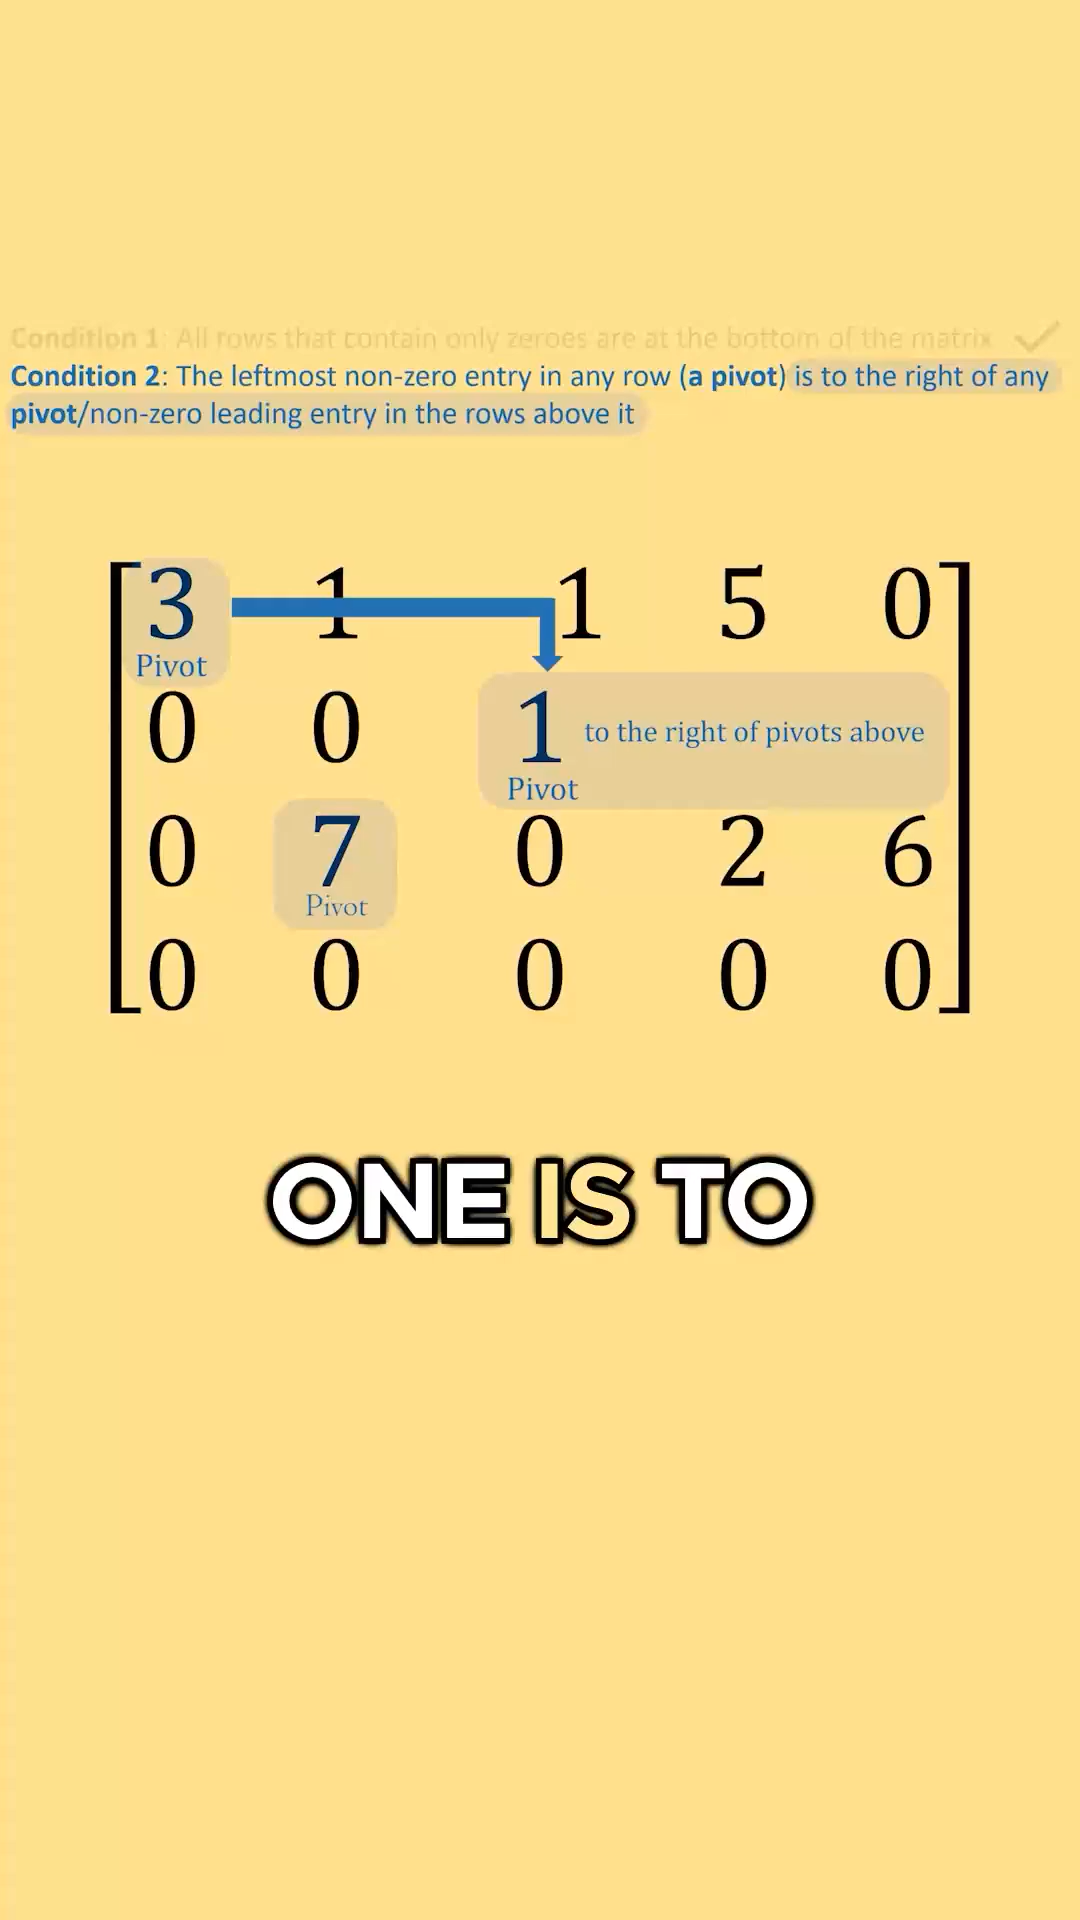 Condition 1: All rows that contain only zeroes are at the bottom of the matrix ✓
Condition 2: The leftmost non-zero entry in any row (a pivot) is to the right of any
pivot/non-zero leading entry in the rows above it
3 1 1 5 0
Pivot
0 0 1 to the right of pivots above
Pivot
0 7 0 2 6
Pivot
0 0 0 0 0
ONE IS TO